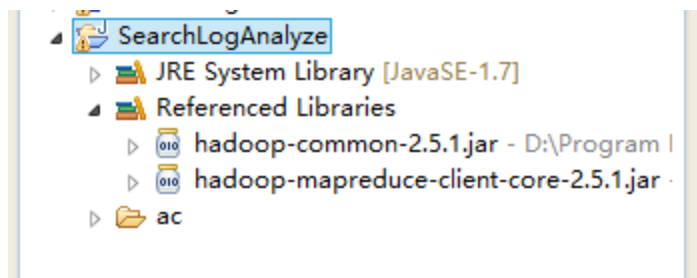 SearchLogAnalyze
JRE System Library [JavaSE-1.7]
Referenced Libraries
hadoop-common-2.5.1.jar - D:\Program
hadoop-mapreduce-client-core-2.5.1.jar -
ac